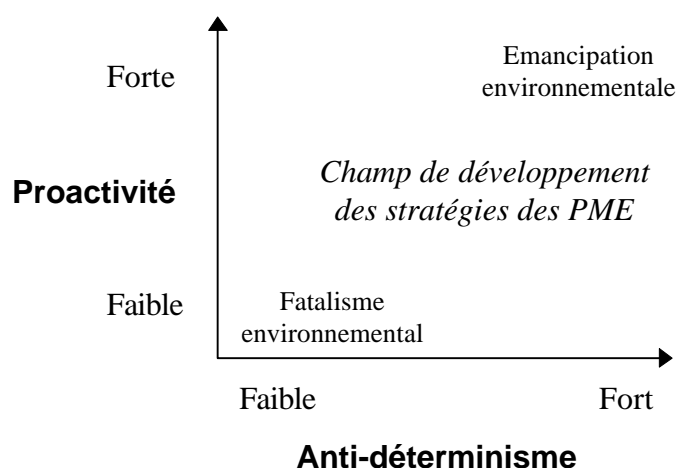 Emancipation
environnementale
Forte
Champ de développement
des stratégies des PME
Proactivité
Faible
Fatalisme
environnemental
Faible
Fort
Anti-déterminisme